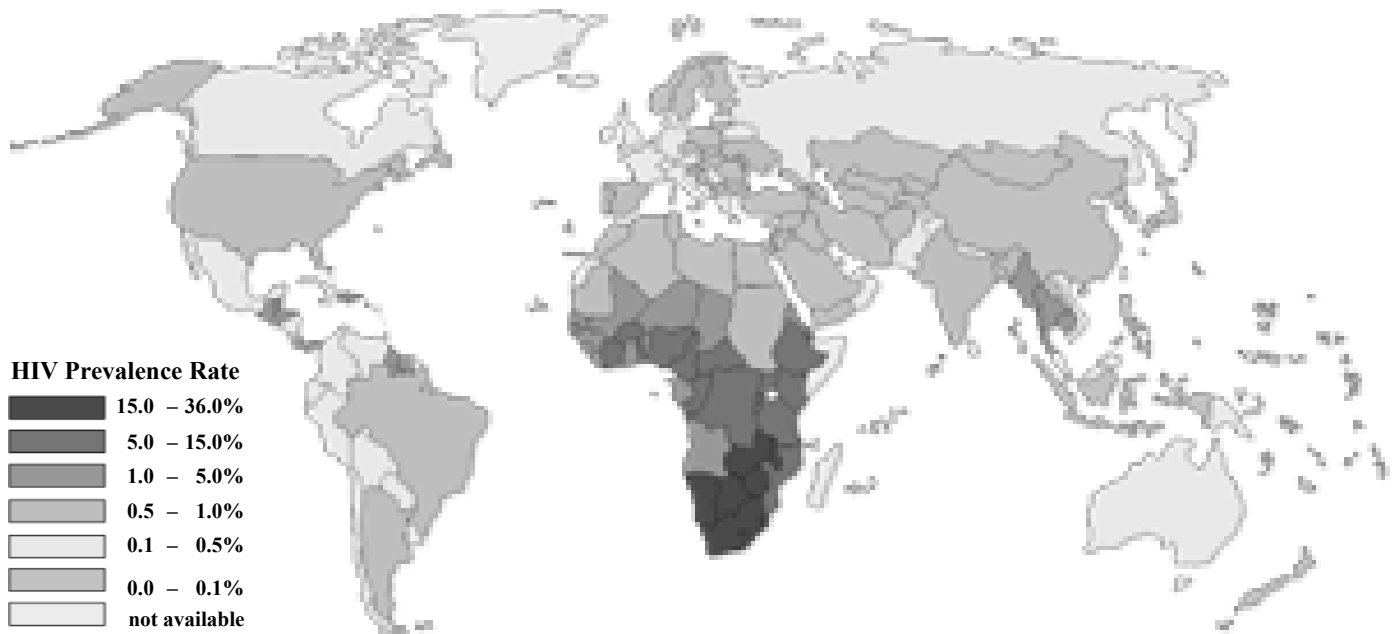 HIV Prevalence Rate
15.0 – 36.0%
5.0 – 15.0%
1.0 – 5.0%
0.5 – 1.0%
0.1 – 0.5%
0.0 – 0.1%
not available